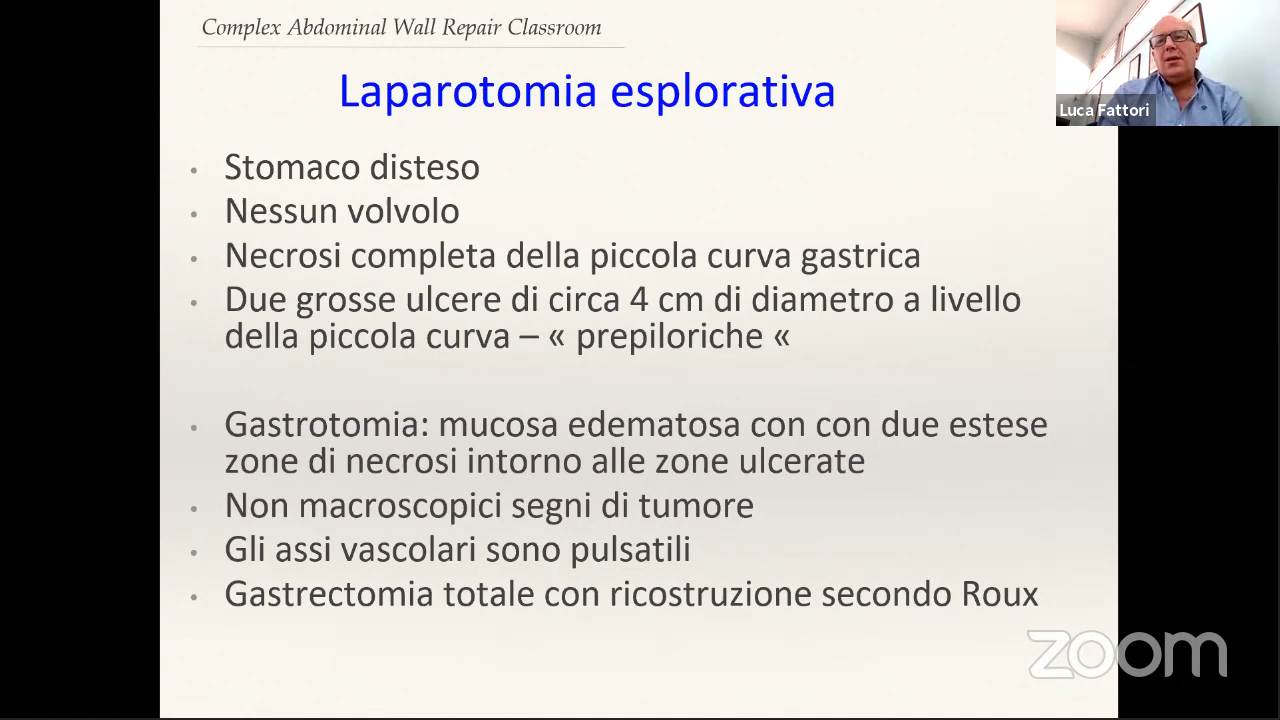 Complex Abdominal Wall Repair Classroom
Laparotomia esplorativa
Luca Fattori
• Stomaco disteso
• Nessun volvolo
• Necrosi completa della piccola curva gastrica
• Due grosse ulcere di circa 4 cm di diametro a livello
della piccola curva – « prepiloriche «
• Gastrotomia: mucosa edematosa con con due estese
zone di necrosi intorno alle zone ulcerate
• Non macroscopici segni di tumore
• Gli assi vascolari sono pulsatili
• Gastrectomia totale con ricostruzione secondo Roux
zoom